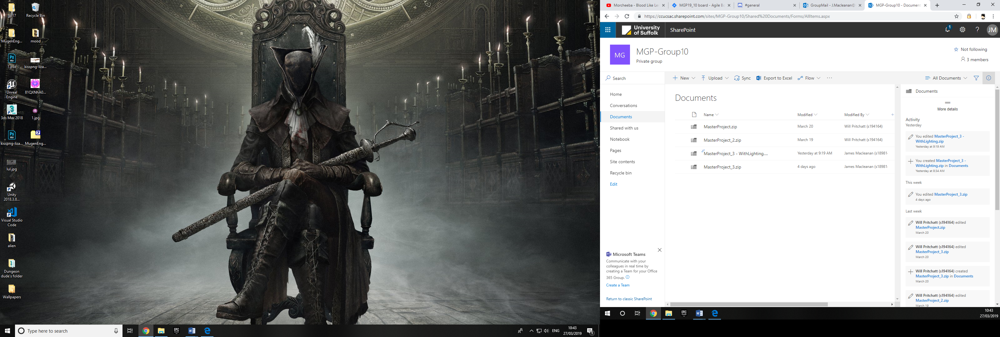 gp17
Recycle Bin
MugenEng...
mood
1.psd
kisspng-liza...
Unreal
Engine
81QXNhA0...
3ds Max 2018
1.jpg
kisspng-liza...
MugenEng...
lul.jpg
Unity
2018.3.8...
Visual Studio
Code
alien
Dungeon
dude's folder
Wallpapers
Type here to search
ENG
10:43
27/03/2019
Morcheeba - Blood Like Le
MGP19_10 board - Agile Bo
#general
GroupMail - J.Macleanan@
MGP-Group10 - Document
https://ccucsac.sharepoint.com/sites/MGP-Group10/Shared%20Documents/Forms/AllItems.aspx
University
of Suffolk
SharePoint
1
JM
MG
MGP-Group10
Private group
Not following
3 members
Search
New
Upload
Sync
Export to Excel
Flow
All Documents
Home
Conversations
Documents
Shared with us
Notebook
Pages
Site contents
Recycle bin
Edit
Documents
Name Modified Modified By
MasterProject.zip March 20 Will Pritchatt (s194164)
MasterProject_2.zip March 19 Will Pritchatt (s194164)
MasterProject_3 - WithLighting.... Yesterday at 9:19 AM James Macleanan (s18981
MasterProject_3.zip 4 days ago James Macleanan (s18981
Documents
More details
Activity
Yesterday
You edited MasterProject_3 -
WithLighting.zip
Yesterday at 9:19 AM
You created MasterProject_3 -
WithLighting.zip in Documents
Yesterday at 8:34 AM
This week
You edited MasterProject_3.zip
4 days ago
Last week
Will Pritchatt (s194164) edited
MasterProject.zip
March 20
Will Pritchatt (s194164) edited
MasterProject_3.zip
March 20
Will Pritchatt (s194164) created
MasterProject_3.zip in Documents
March 20
Will Pritchatt (s194164) edited
MasterProject_2.zip
March 19
Microsoft Teams
Communicate with your
colleagues in real time by
creating a Team for your Office
365 Group.
Create a Team
Return to classic SharePoint
10:43
27/03/2019